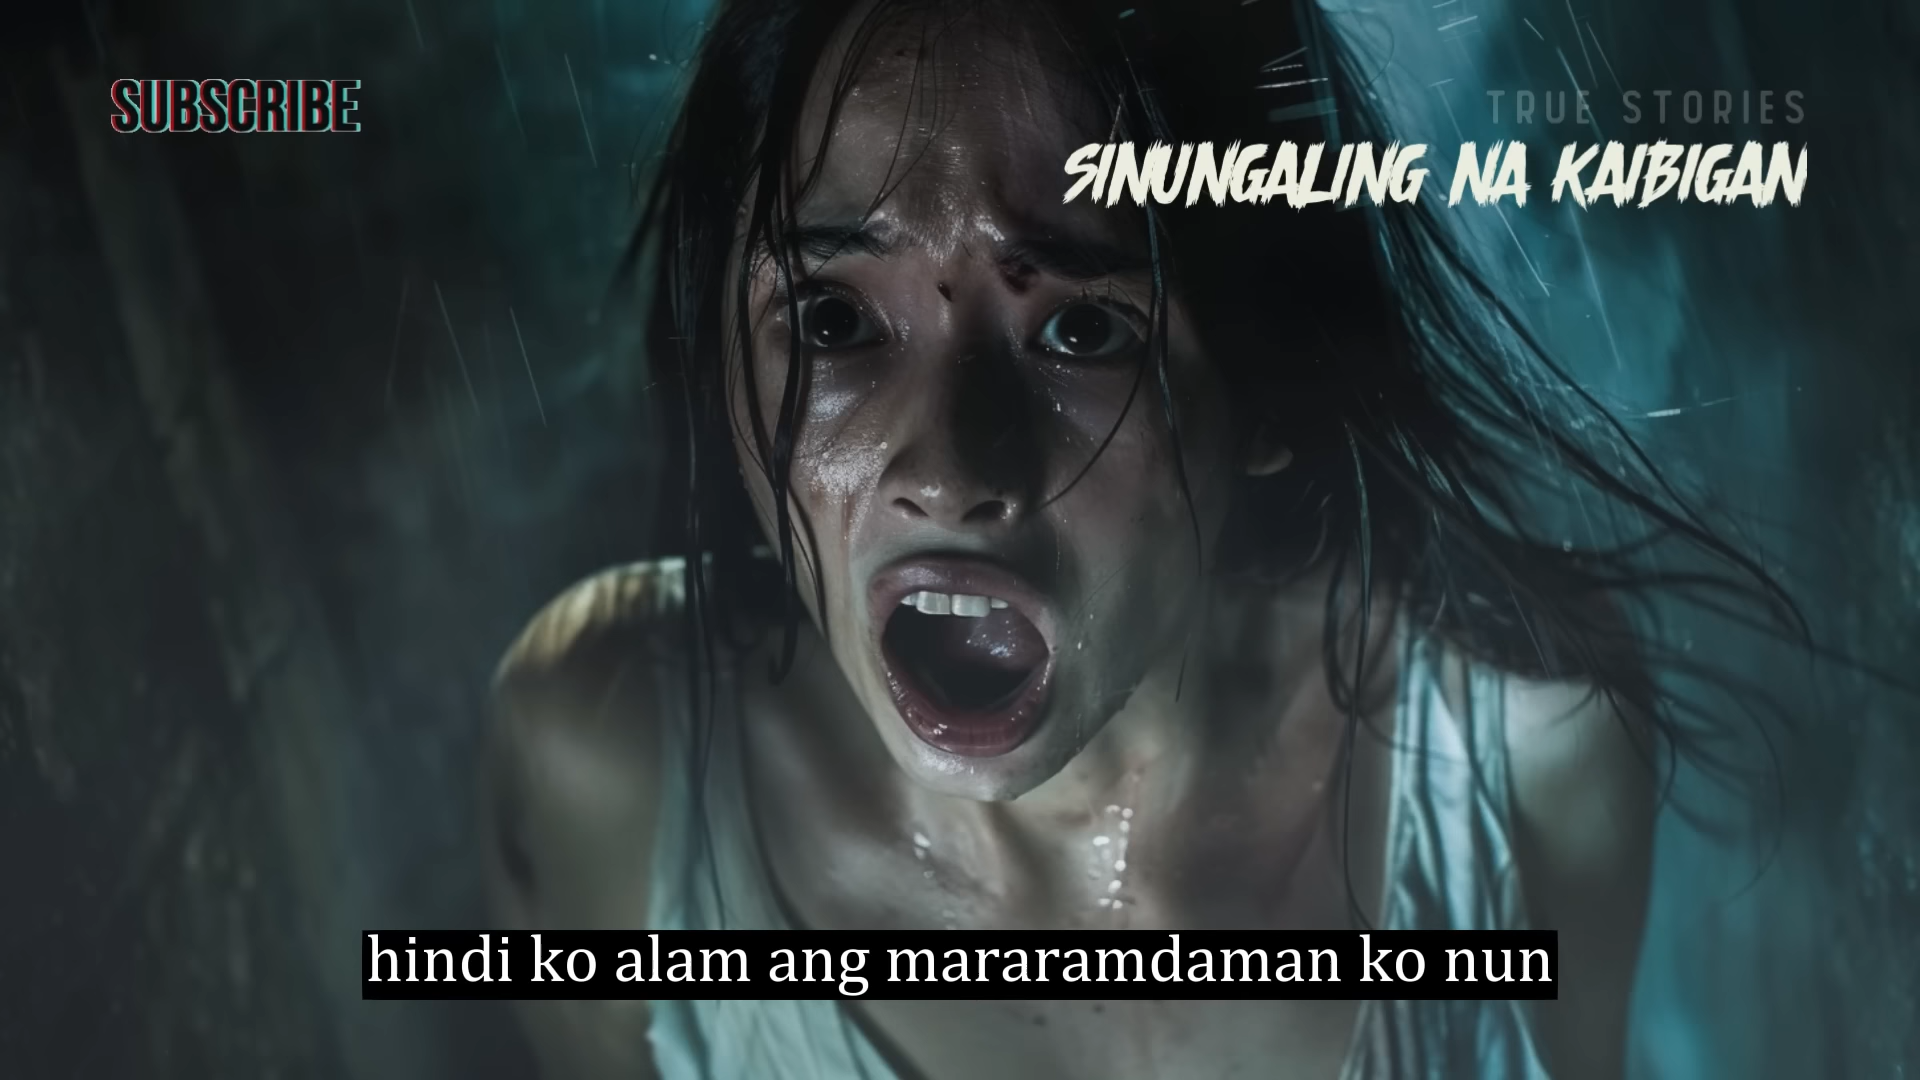 SUBSCRIBE
TRUE STORIES
SINUNGALING NA KAIBIGAN
hindi ko alam ang mararamdaman ko nun